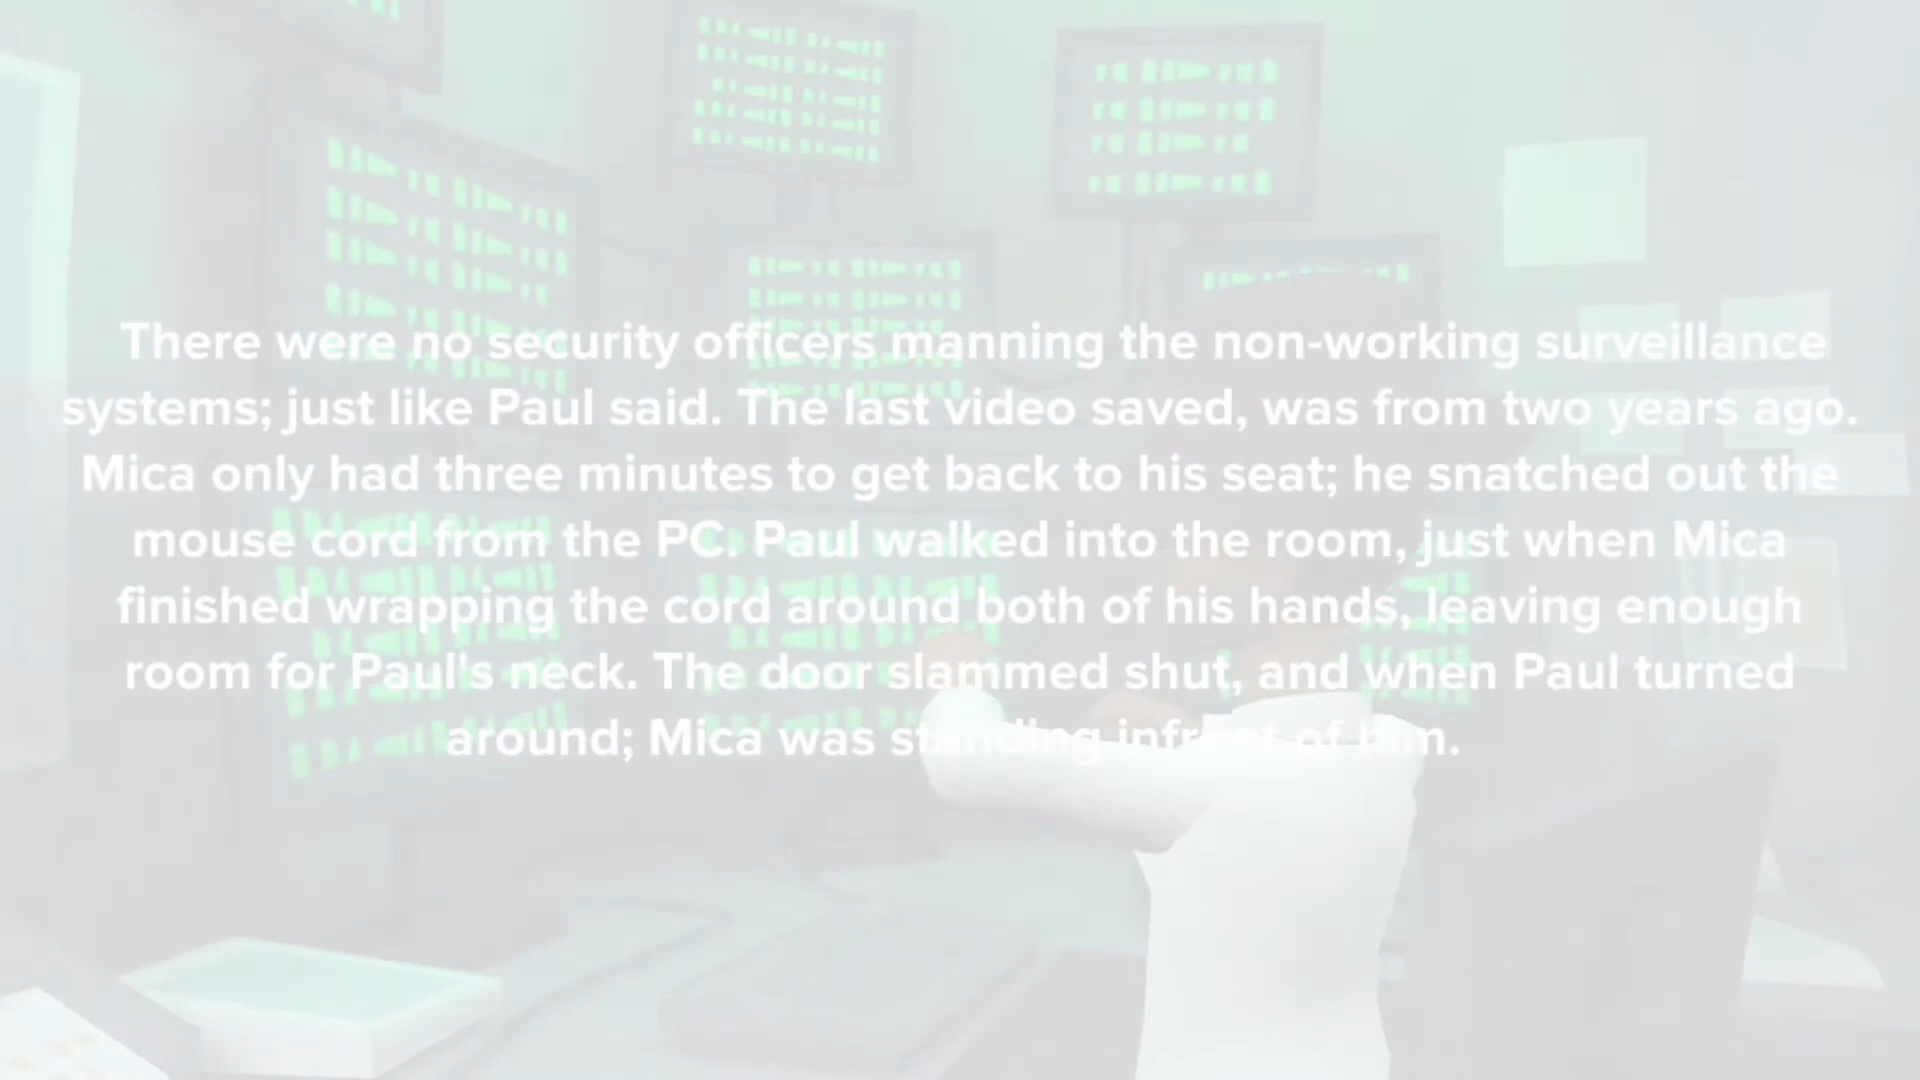 There were no security officers manning the non-working surveillance
systems; just like Paul said. The last video saved, was from two years ago.
Mica only had three minutes to get back to his seat; he snatched out the
mouse cord from the PC. Paul walked into the room, just when Mica
finished wrapping the cord around both of his hands, leaving enough
room for Paul's neck. The door slammed shut, and when Paul turned
around; Mica was standing infront of him.